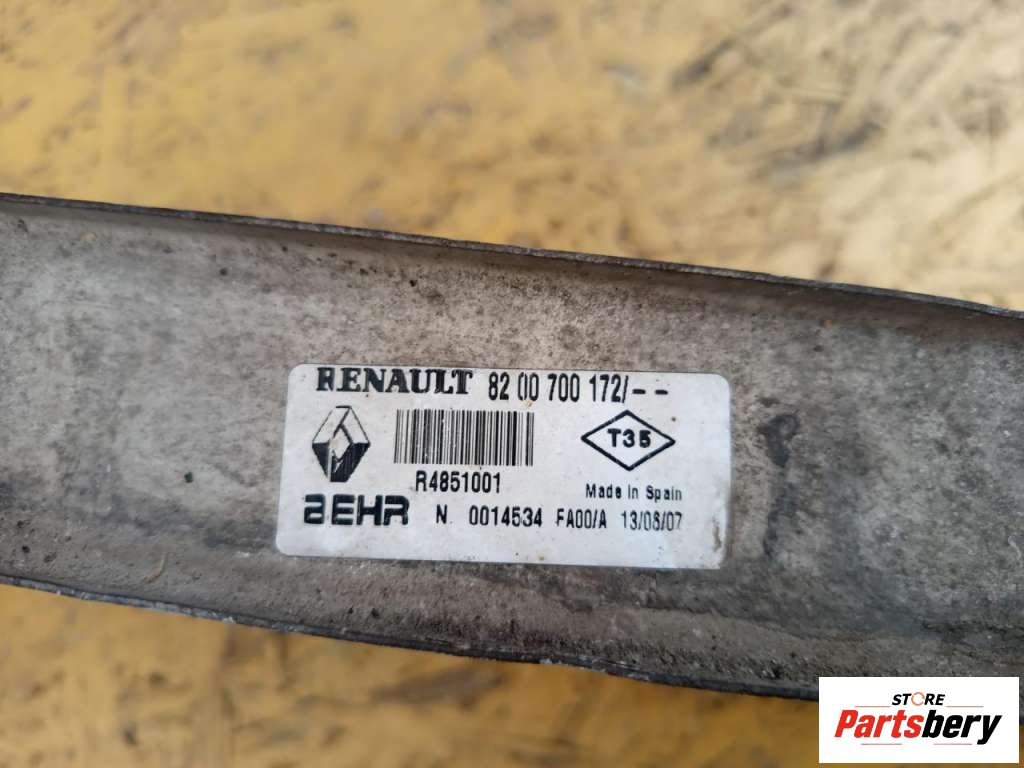 RENAULT 82 00 700 172/--
T35
R4851001
Made in Spain
BEHR N. 0014534 FA00/A 13/06/07
STORE
Partsbery